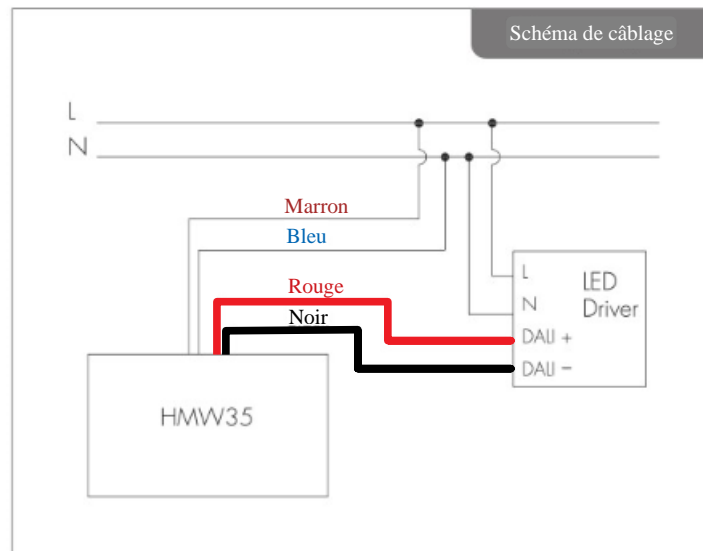 Schéma de câblage
L
N
Marron
Bleu
Rouge
Noir
L
LED
N
Driver
DALI +
DALI −
HMW35